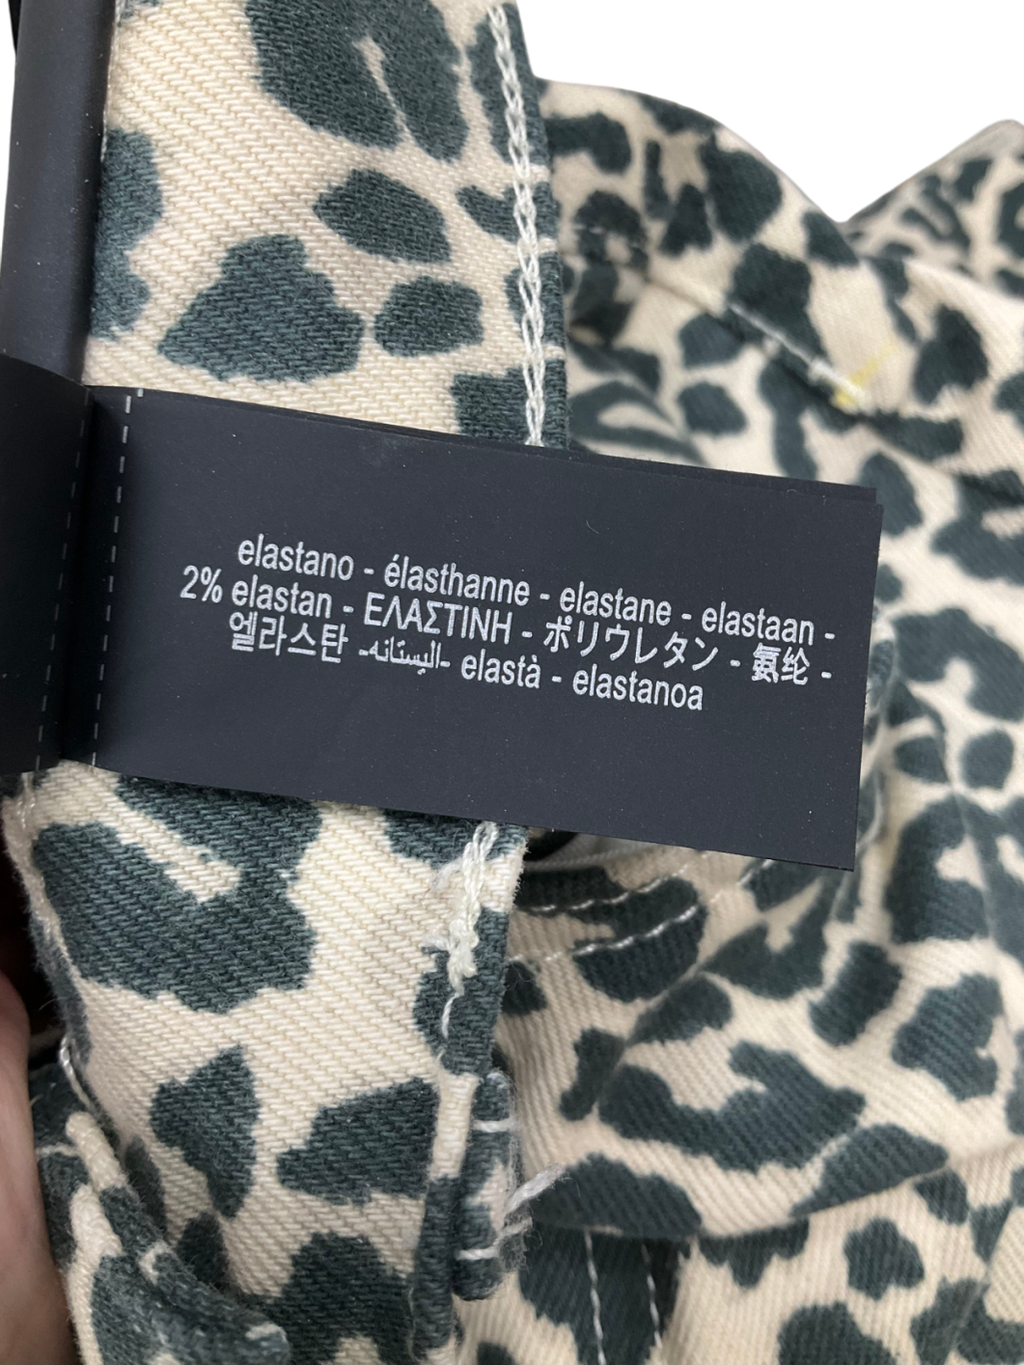 elastano - élasthanne - elastane - elastaan -
2% elastan - ΕΛΑΣΤΙΝΗ - ポリウレタン - 氨纶 -
엘라스탄 -اليستانه- elastà - elastanoa